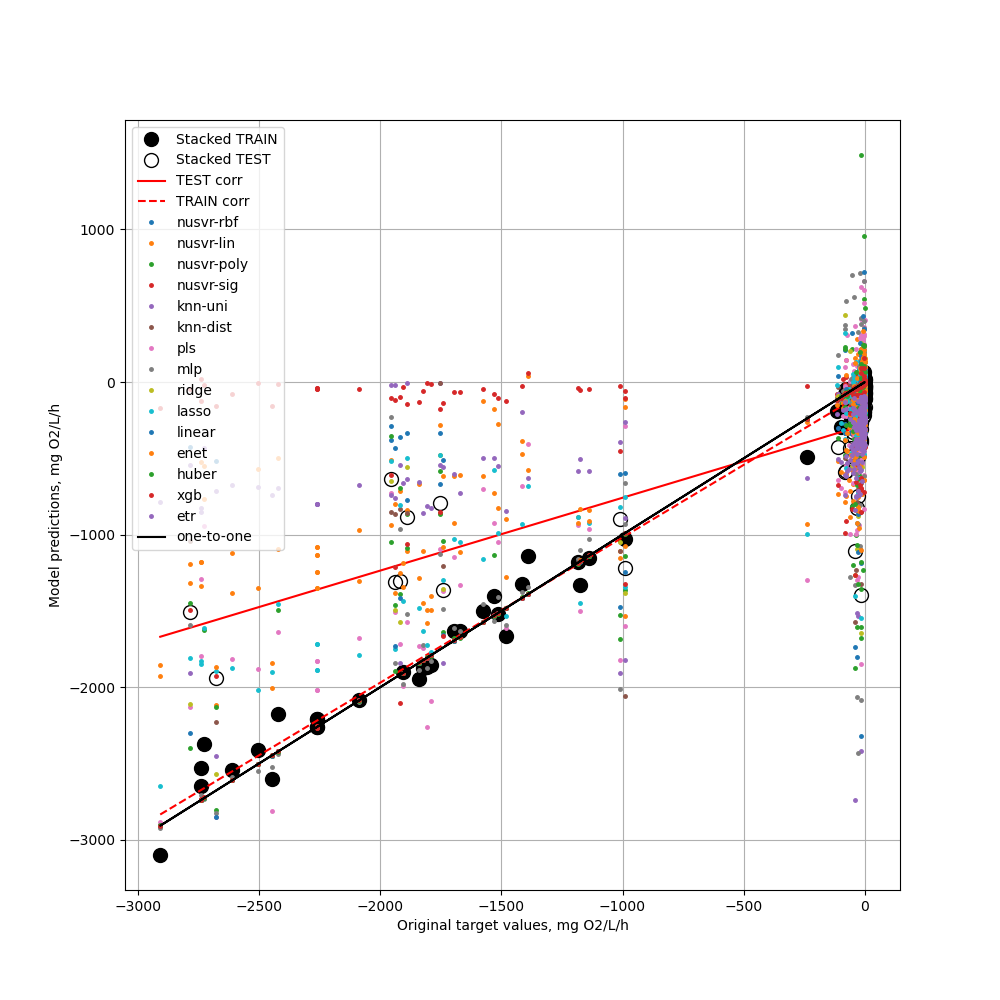 Stacked TRAIN
Stacked TEST
TEST corr
TRAIN corr
nusvr-rbf
nusvr-lin
nusvr-poly
nusvr-sig
knn-uni
knn-dist
pls
mlp
ridge
lasso
linear
enet
huber
xgb
etr
one-to-one
1000
0
−1000
−2000
−3000
−3000
−2500
−2000
−1500
−1000
−500
0
Model predictions, mg O2/L/h
Original target values, mg O2/L/h